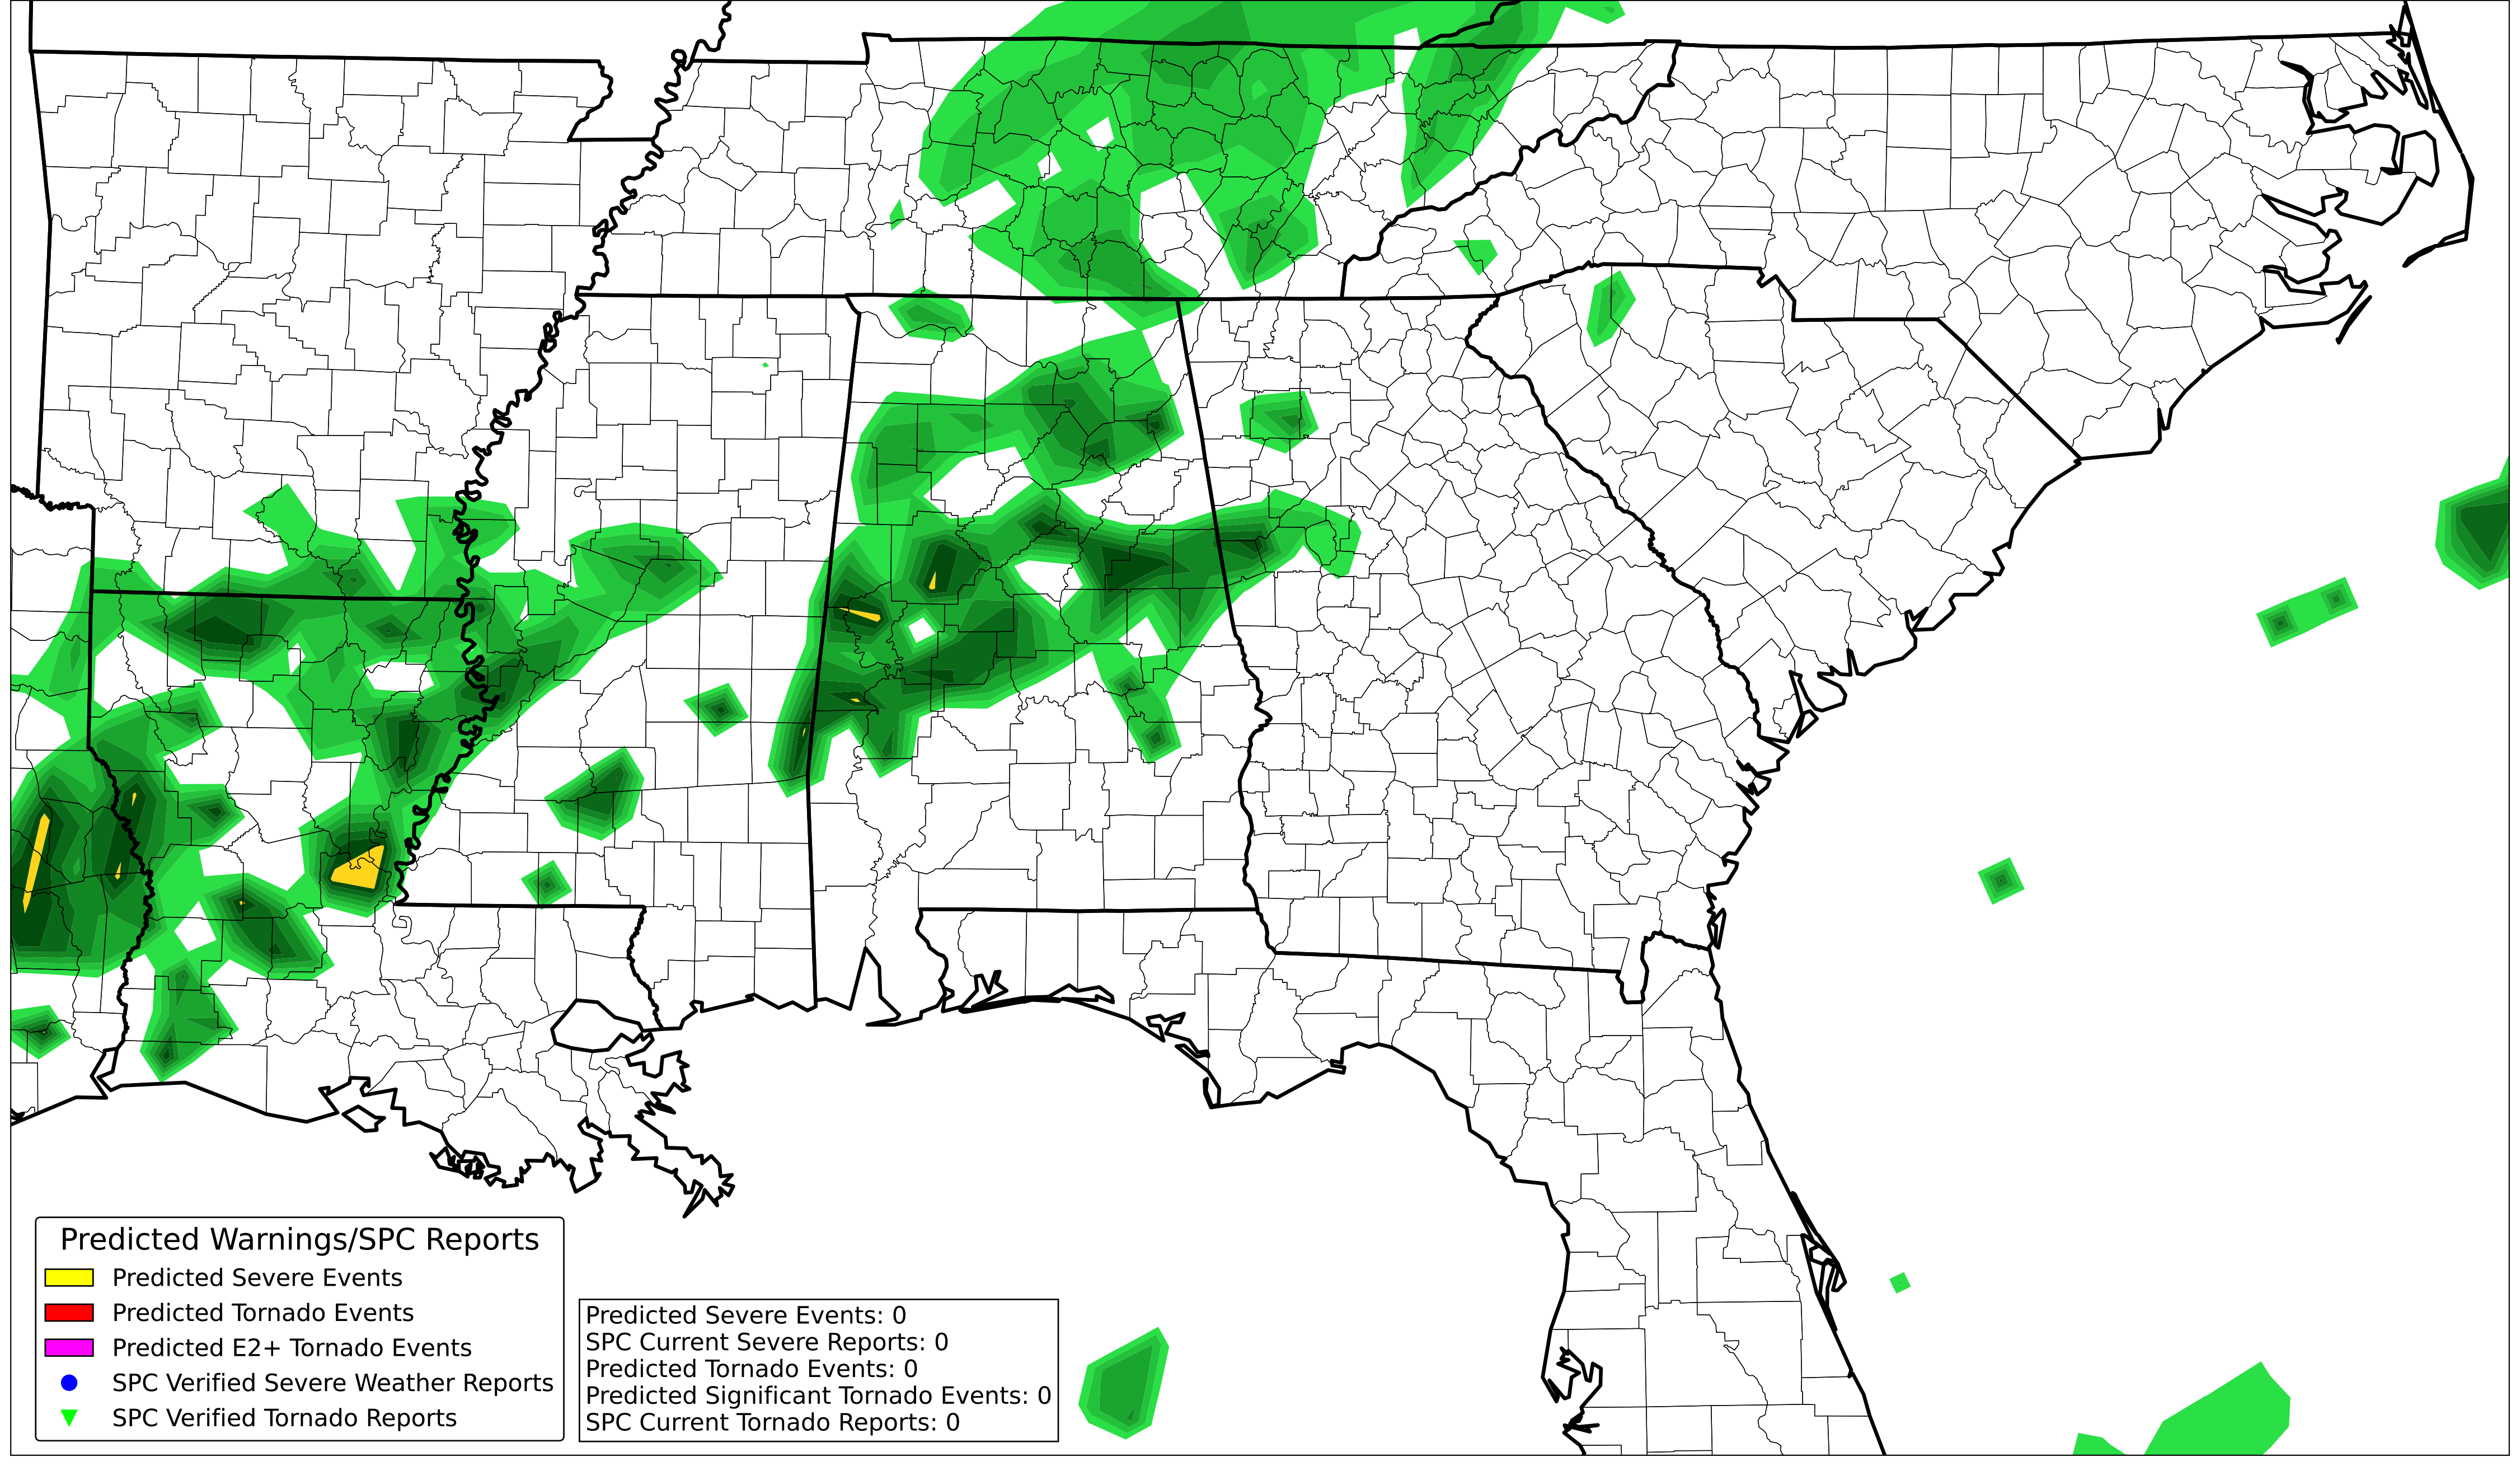 Predicted Warnings/SPC Reports
Predicted Severe Events
Predicted Tornado Events
Predicted E2+ Tornado Events
SPC Verified Severe Weather Reports
SPC Verified Tornado Reports
Predicted Severe Events: 0
SPC Current Severe Reports: 0
Predicted Tornado Events: 0
Predicted Significant Tornado Events: 0
SPC Current Tornado Reports: 0